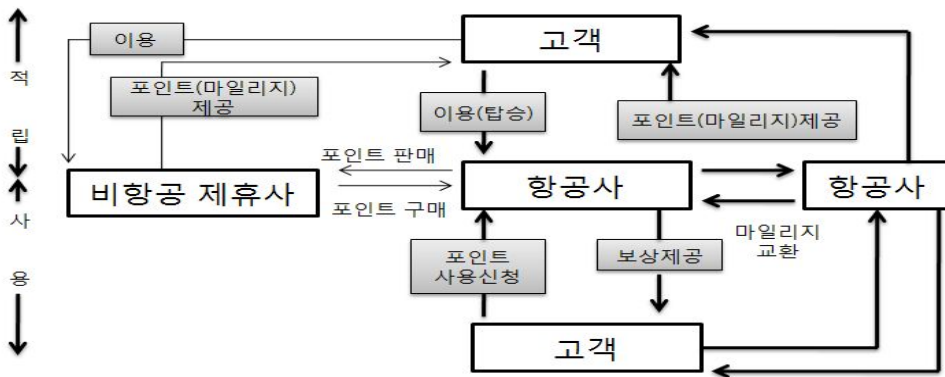 적
립
사
용
이용
고객
포인트(마일리지)
제공
이용(탑승)
포인트(마일리지)제공
포인트 판매
비항공 제휴사
항공사
항공사
포인트 구매
마일리지
교환
포인트
사용신청
보상제공
고객